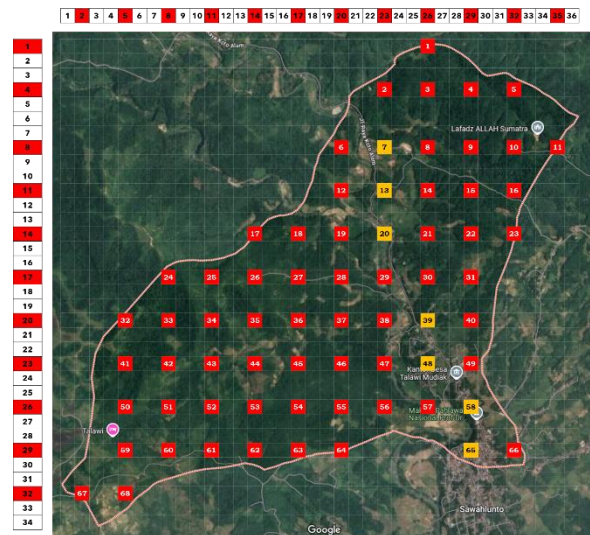 1 2 3 4 5 6 7 8 9 10 11 12 13 14 15 16 17 18 19 20 21 22 23 24 25 26 27 28 29 30 31 32 33 34 35 36
1 1
2
3
4 2 3 4 5
5
6
Jl Raya Koto alam
7 Lafadz ALLAH Sumatra
8 6 7 8 9 10 11
9
10
11 12 13 14 15 16
12
13
14 17 18 19 20 21 22 23
15
16
17 24 25 26 27 28 29 30 31
18
19
20 32 33 34 35 36 37 38 39 40
21
22
23 41 42 43 44 45 46 47 48 49
Talawi Mudiak
24
25
26 50 51 52 53 54 55 56 57 58
27
28 Talawi
29 59 60 61 62 63 64 65 66
30
31
32 67 68
33 Sawahlunto
34 Google